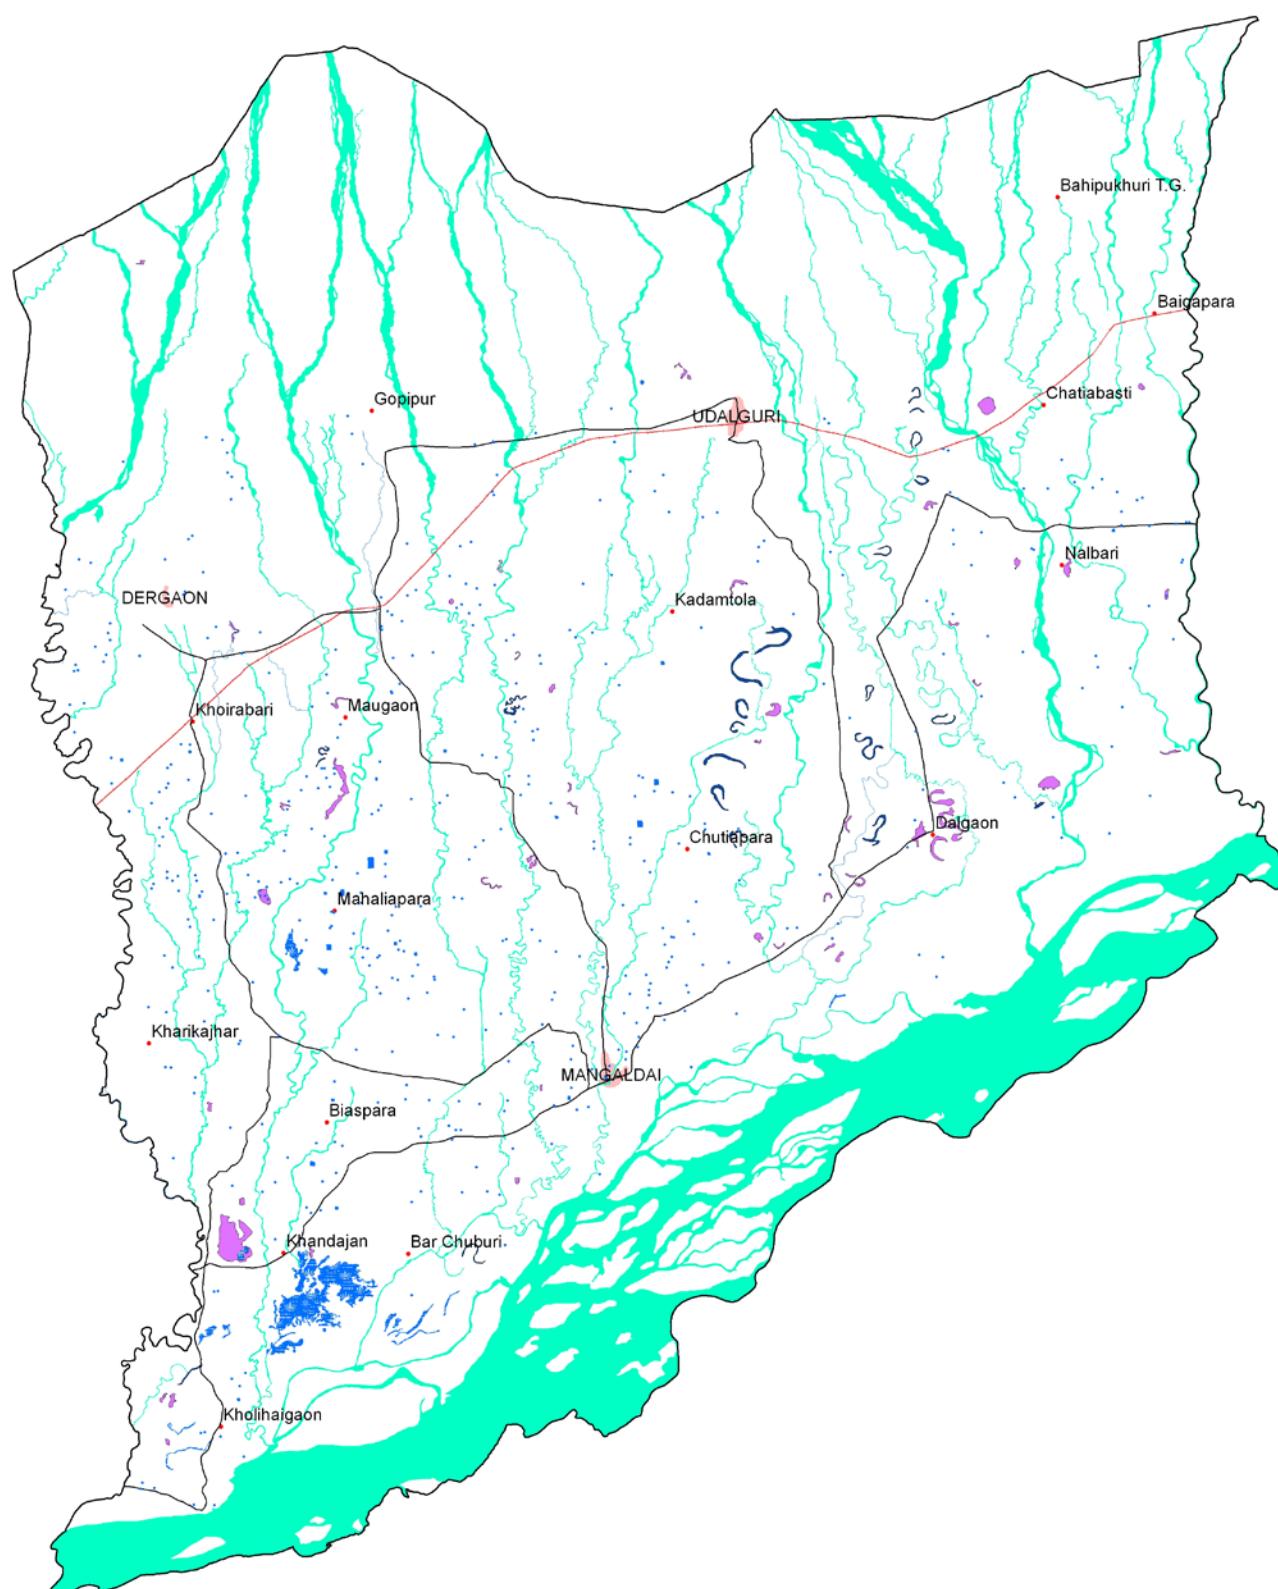 Bahipukhuri T.G.
Baigapara
Chatiabasti
Gopipur
UDALGURI
Nalbari
DERGAON
Kadamtola
Khoirabari
Maugaon
Dalgaon
Chutiapara
Mahaliapara
Kharikajhar
MANGALDAI
Biaspara
Khandajan
Bar Chuburi
Kholihaigaon